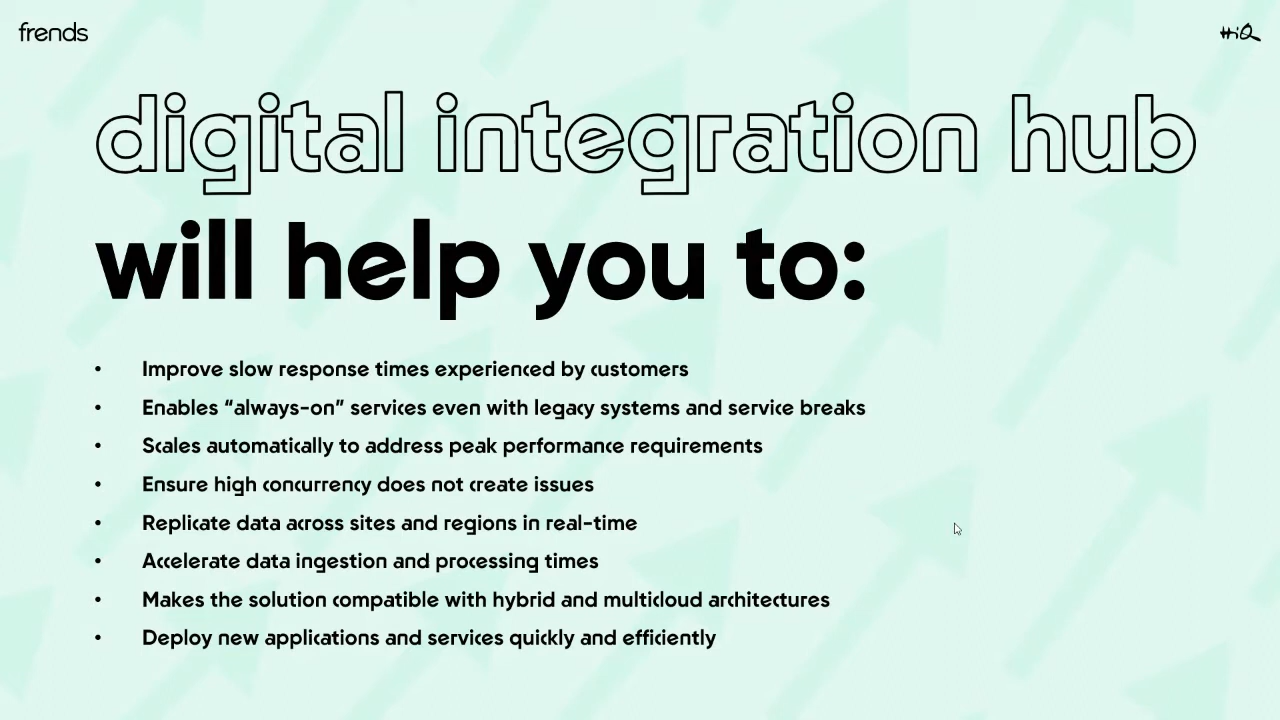 frends
HiQ
digital integration hub
will help you to:
• Improve slow response times experienced by customers
• Enables “always-on” services even with legacy systems and service breaks
• Scales automatically to address peak performance requirements
• Ensure high concurrency does not create issues
• Replicate data across sites and regions in real-time
• Accelerate data ingestion and processing times
• Makes the solution compatible with hybrid and multicloud architectures
• Deploy new applications and services quickly and efficiently